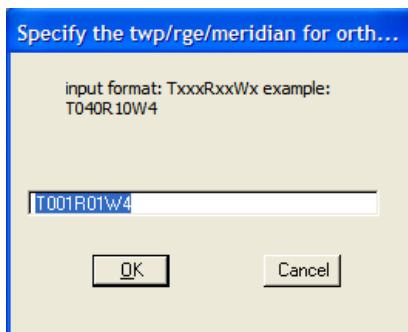 Specify the twp/rge/meridian for orth...
input format: TxxxRxxWx example:
T040R10W4
T001R01W4
OK
Cancel